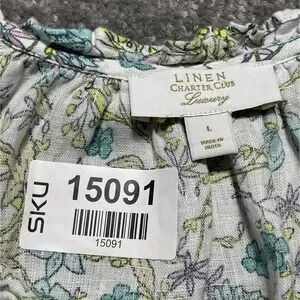 LINEN
CHARTER CLUB
Luxury
L
MADE IN
INDIA
SKU
15091
15091